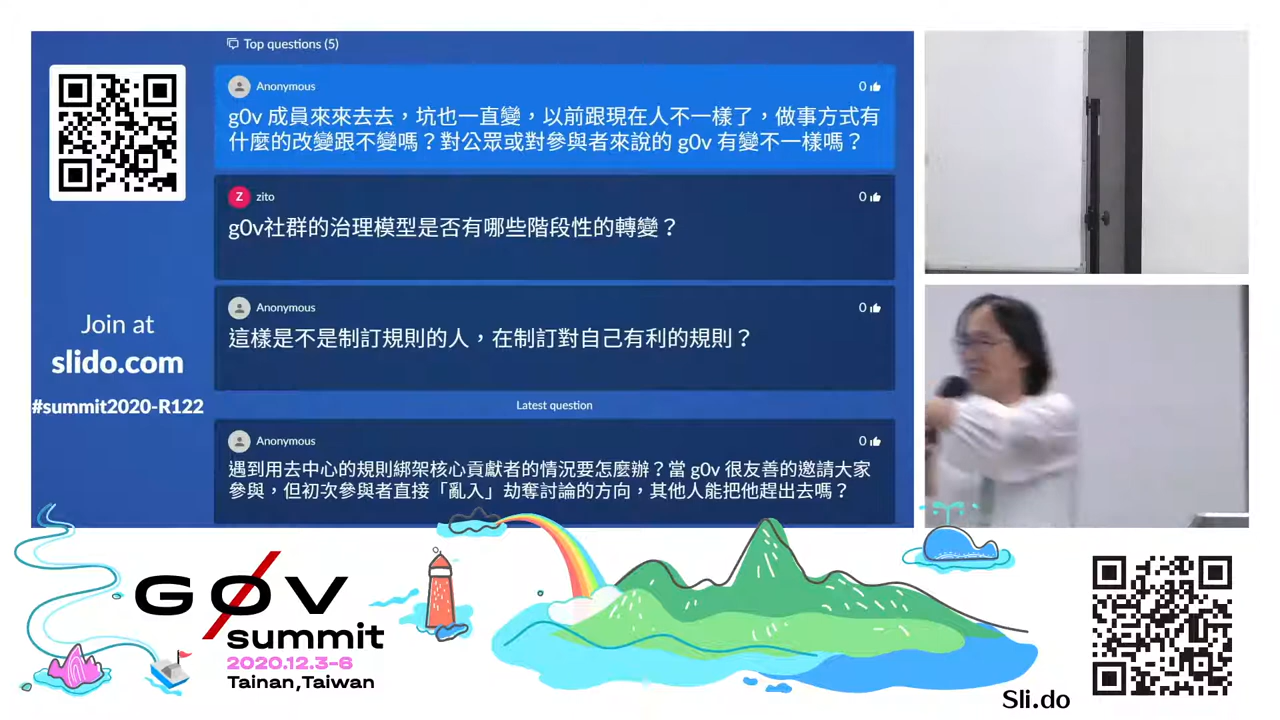 Top questions (5)
Anonymous
0
g0v 成員來來去去，坑也一直變，以前跟現在人不一樣了，做事方式有
什麼的改變跟不變嗎？對公眾或對參與者來說的 g0v 有變不一樣嗎？
Z zito
0
g0v社群的治理模型是否有哪些階段性的轉變？
Anonymous
0
這樣是不是制訂規則的人，在制訂對自己有利的規則？
Latest question
Anonymous
0
遇到用去中心的規則綁架核心貢獻者的情況要怎麼辦？當 g0v 很友善的邀請大家
參與，但初次參與者直接「亂入」劫奪討論的方向，其他人能把他趕出去嗎？
Join at
slido.com
#summit2020-R122
G0V
summit
2020.12.3-6
Tainan,Taiwan
Sli.do